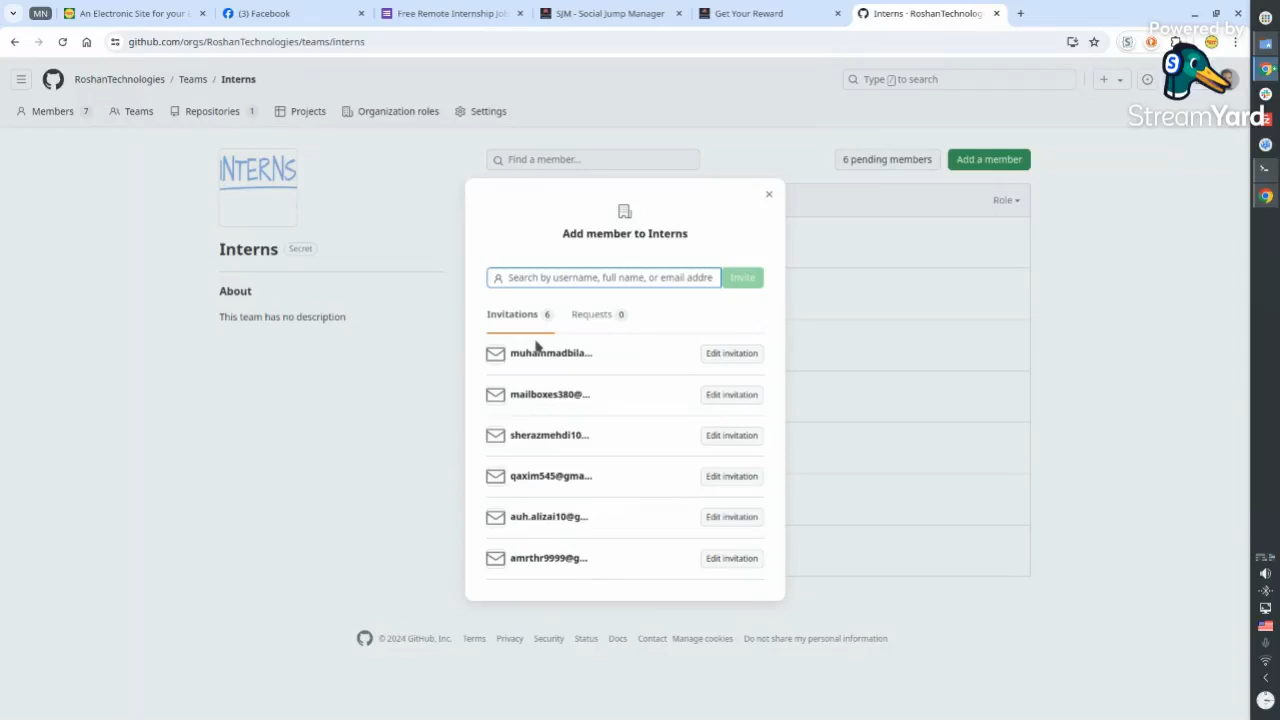 MN
An Electronic Site for your
(3) Facebook
Free Remote Internship Jo
SJM - Social Jump Manager
Get Your Reward
Interns · RoshanTechnolog
github.com/orgs/RoshanTechnologies/teams/interns
Powered by
StreamYard
RoshanTechnologies / Teams / Interns
Type / to search
Members 7
Teams
Repositories 1
Projects
Organization roles
Settings
INTERNS
Find a member...
6 pending members
Add a member
Role
Interns Secret
About
This team has no description
Add member to Interns
Search by username, full name, or email addre
Invite
Invitations 6
Requests 0
muhammadbila...
Edit invitation
mailboxes380@...
Edit invitation
sherazmehdi10...
Edit invitation
qaxim545@gma...
Edit invitation
auh.alizai10@g...
Edit invitation
amrthr9999@g...
Edit invitation
© 2024 GitHub, Inc. Terms Privacy Security Status Docs Contact Manage cookies Do not share my personal information